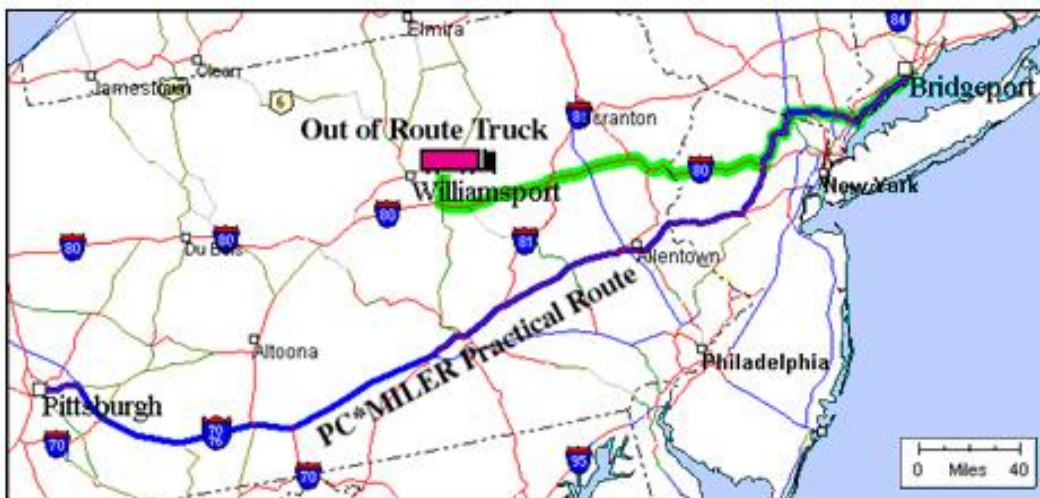 Elmira
84
Olean
Jamestown
6
Bridgeport
81
Scranton
Out of Route Truck
80
New York
Williamsport
80
81
80
80
Du Bois
Allentown
PC*MILER Practical Route
Altoona
Philadelphia
Pittsburgh
70
70
76
70
95
0 Miles 40